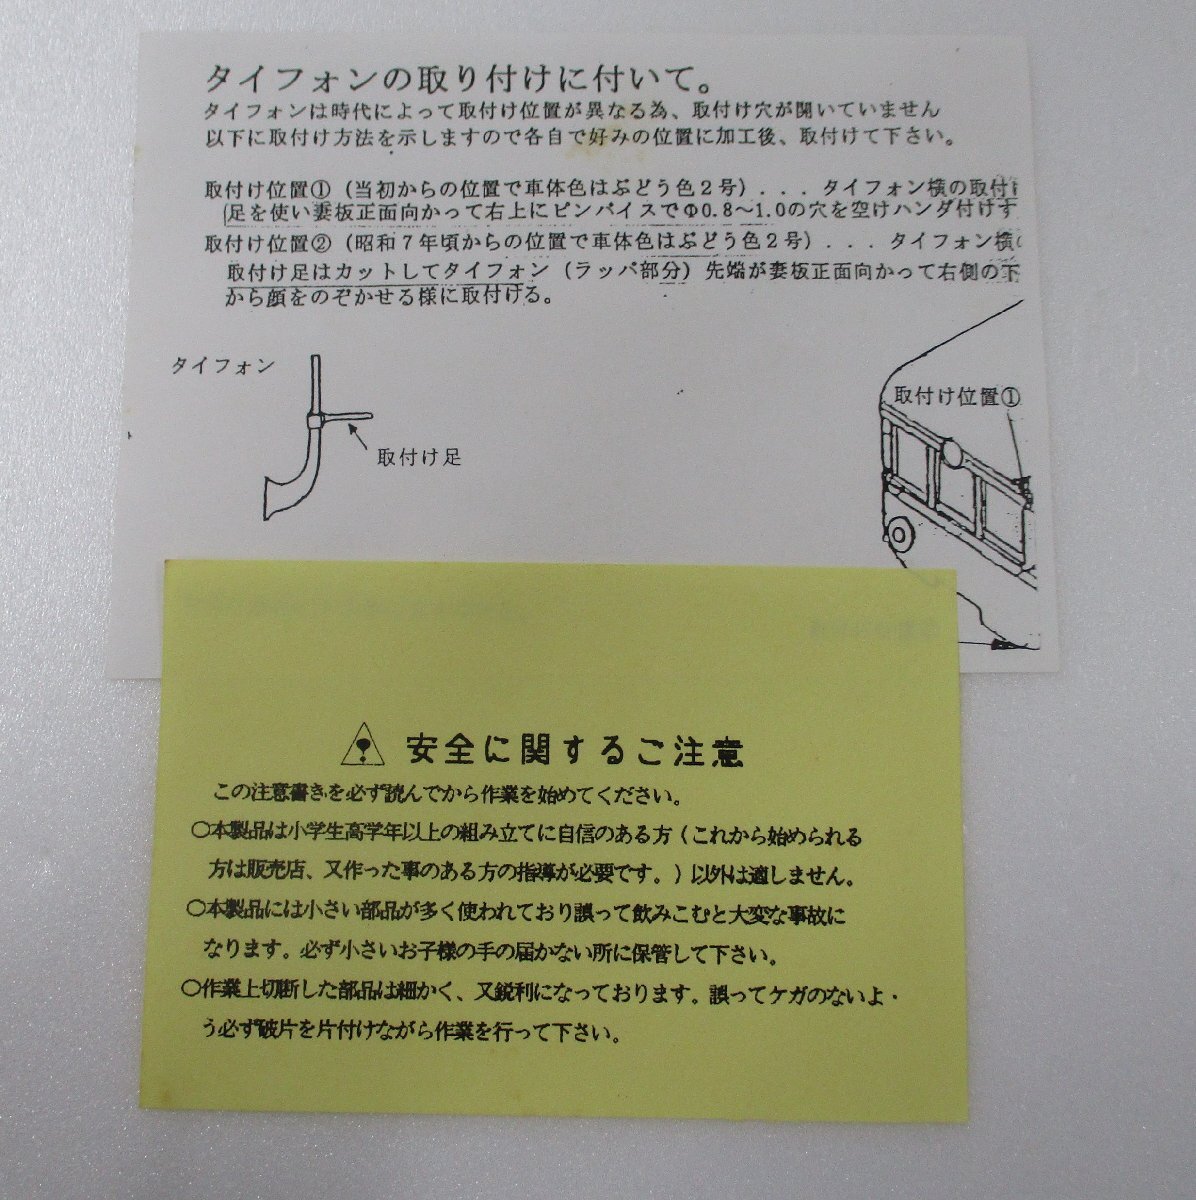 タイフォンの取り付けに付いて。
タイフォンは時代によって取付け位置が異なる為、取付け穴が開いていません
以下に取付け方法を示しますので各自で好みの位置に加工後、取付けて下さい。
取付け位置①(当初からの位置で車体色はぶどう色2号)...タイフォン横の取付け
足を使い妻板正面向かって右上にピンバイスでΦ0.8〜1.0の穴を空けハンダ付けす
取付け位置②(昭和7年頃からの位置で車体色はぶどう色2号)...タイフォン横の
取付け足はカットしてタイフォン(ラッパ部分)先端が妻板正面向かって右側の下
から顔をのぞかせる様に取付ける。
タイフォン
取付け足
取付け位置①
安全に関するご注意
この注意書きを必ず読んでから作業を始めてください。
○本製品は小学生高学年以上の組み立てに自信のある方(これから始められる
方は販売店、又作った事のある方の指導が必要です。)以外は適しません。
○本製品には小さい部品が多く使われており誤って飲みこむと大変な事故に
なります。必ず小さいお子様の手の届かない所に保管して下さい。
○作業上切断した部品は細かく、又鋭利になっております。誤ってケガのないよ・
う必ず破片を片付けながら作業を行って下さい。